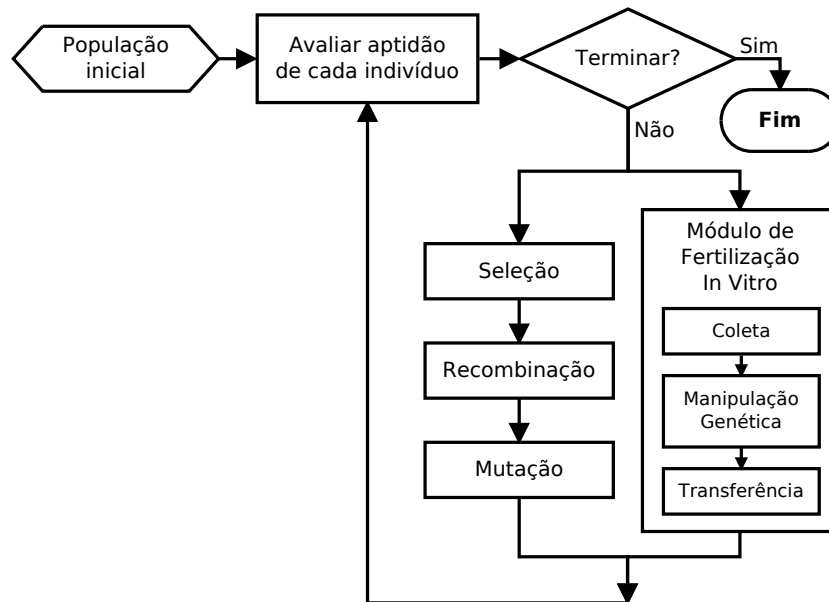 População
inicial
Avaliar aptidão
de cada indivíduo
Terminar?
Sim
Fim
Não
Seleção
Recombinação
Mutação
Módulo de
Fertilização
In Vitro
Coleta
Manipulação
Genética
Transferência